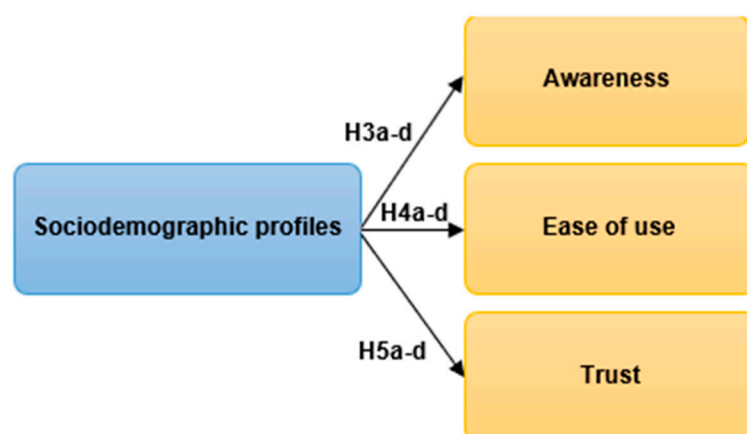 Awareness
H3a-d
Sociodemographic profiles
H4a-d
Ease of use
H5a-d
Trust